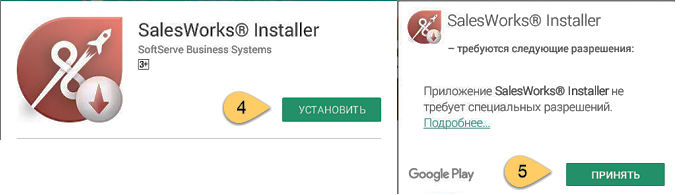 SalesWorks® Installer
SoftServe Business Systems
3+
4
УСТАНОВИТЬ
SalesWorks® Installer
– требуются следующие разрешения:
Приложение SalesWorks® Installer не
требует специальных разрешений.
Подробнее...
Google Play
5
ПРИНЯТЬ